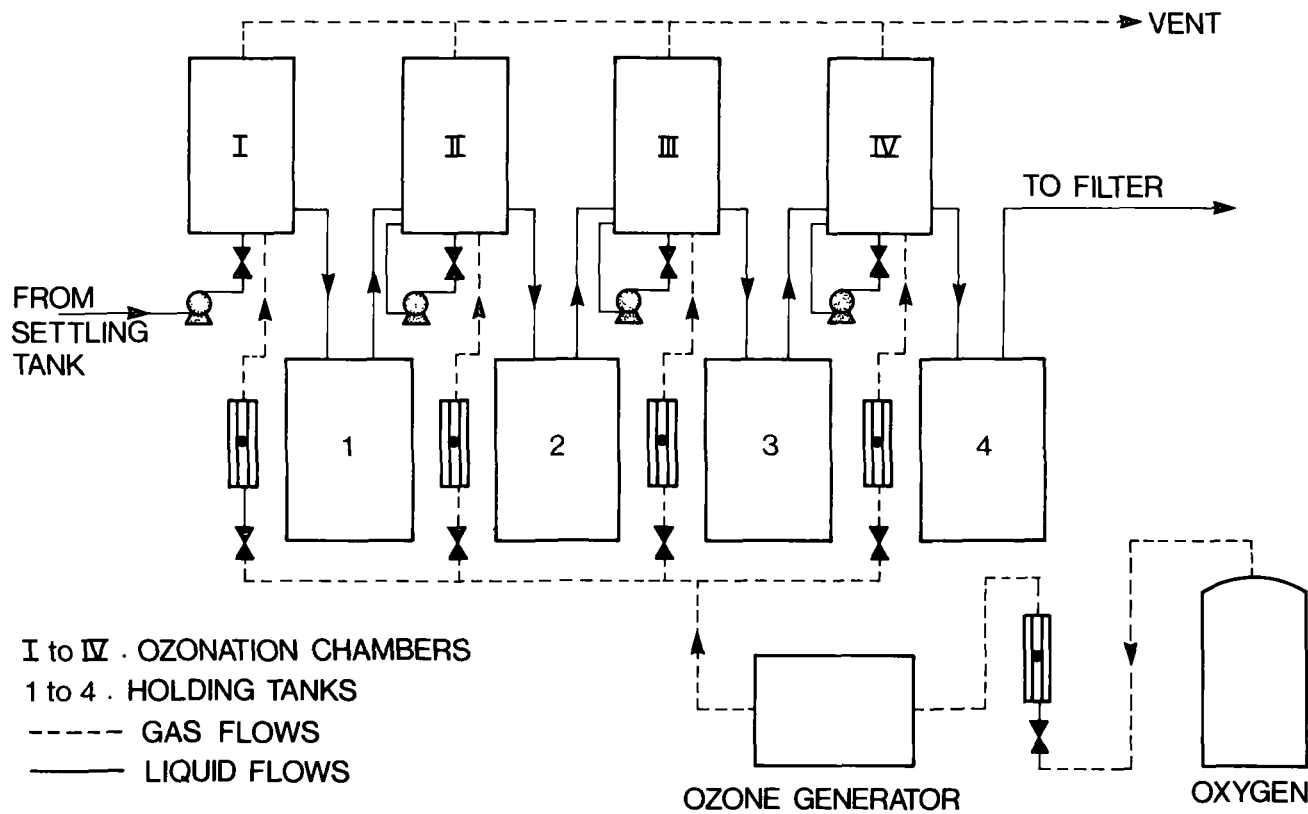 VENT
I
II
III
IV
TO FILTER
FROM
SETTLING
TANK
1
2
3
4
I to IV . OZONATION CHAMBERS
1 to 4 . HOLDING TANKS
GAS FLOWS
LIQUID FLOWS
OZONE GENERATOR
OXYGEN